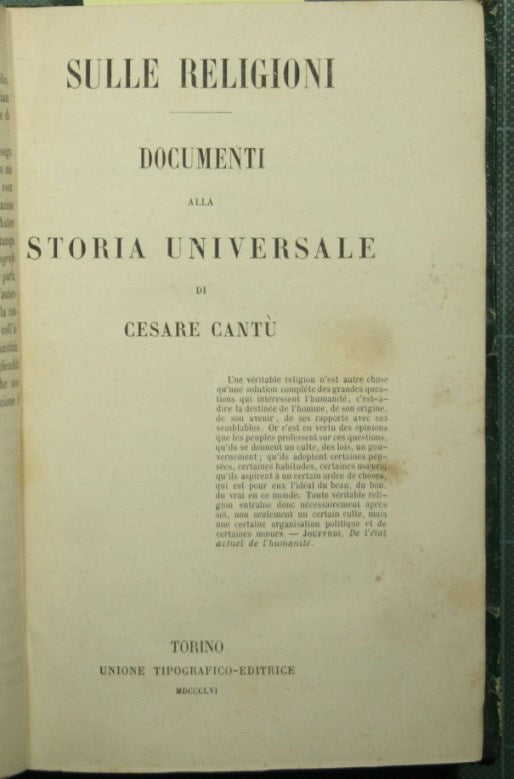 SULLE RELIGIONI
DOCUMENTI
ALLA
STORIA UNIVERSALE
DI
CESARE CANTÙ
Une véritable religion n'est autre chose
qu'une solution complète des grandes ques-
tions qui intéressent l'humanité, c'est-à-
dire la destinée de l'homme, de son origine,
de son avenir, de ses rapports avec ses
semblables. Or c'est en vertu des opinions
que les peuples professent sur ces questions,
qu'ils se donnent un culte, des lois, un gou-
vernement; qu'ils adoptent certaines pen-
sées, certaines habitudes, certaines mœurs;
qu'ils aspirent à un certain ordre de choses,
qui est pour eux l'idéal du beau, du bon,
du vrai en ce monde. Toute véritable reli-
gion entraîne donc nécessairement après
soi, non seulement un certain culte, mais
une certaine organisation politique et de
certaines mœurs. — JOUFFROI, De l'état
actuel de l'humanité.
TORINO
UNIONE TIPOGRAFICO-EDITRICE
MDCCCLVI